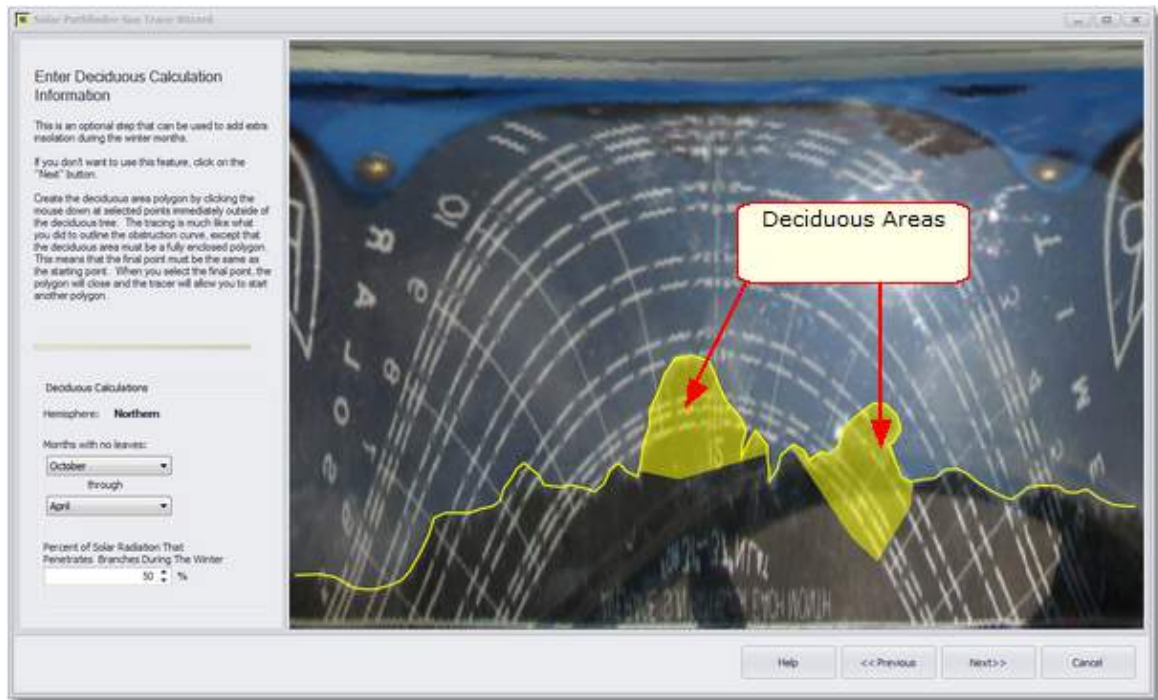 Solar Pathfinder Sun Trace Wizard
Enter Deciduous Calculation
Information
This is an optional step that can be used to add extra
insolation during the winter months.
If you don't want to use this feature, click on the
"Next" button.
Create the deciduous area polygon by clicking the
mouse down at selected points immediately outside of
the deciduous tree. The tracing is much like what
you did to outline the obstruction curve, except that
the deciduous area must be a fully enclosed polygon.
This means that the final point must be the same as
the starting point. When you select the final point, the
polygon will close and the tracer will allow you to start
another polygon.
Deciduous Calculations
Hemisphere: Northern
Months with no leaves:
October
through
April
Percent of Solar Radiation That
Penetrates Branches During The Winter
50 %
Deciduous Areas
Help
<< Previous
Next>>
Cancel